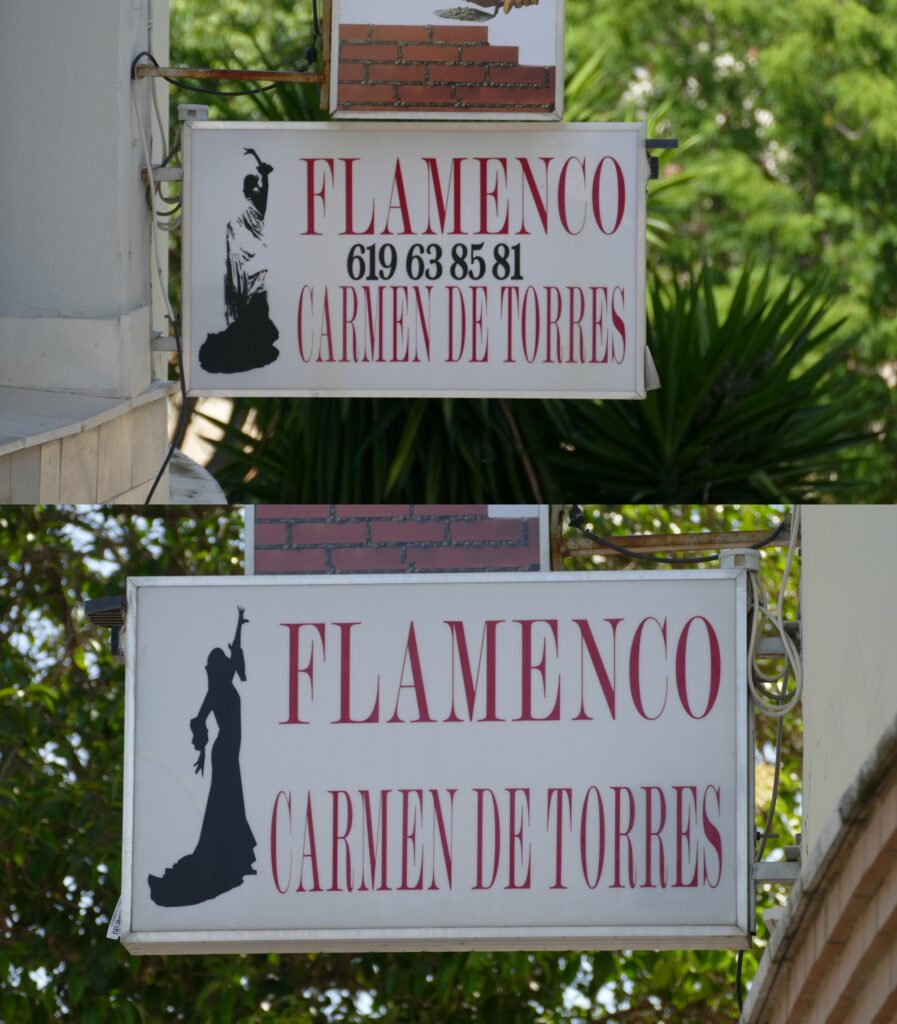 FLAMENCO
619 63 85 81
CARMEN DE TORRES
FLAMENCO
CARMEN DE TORRES